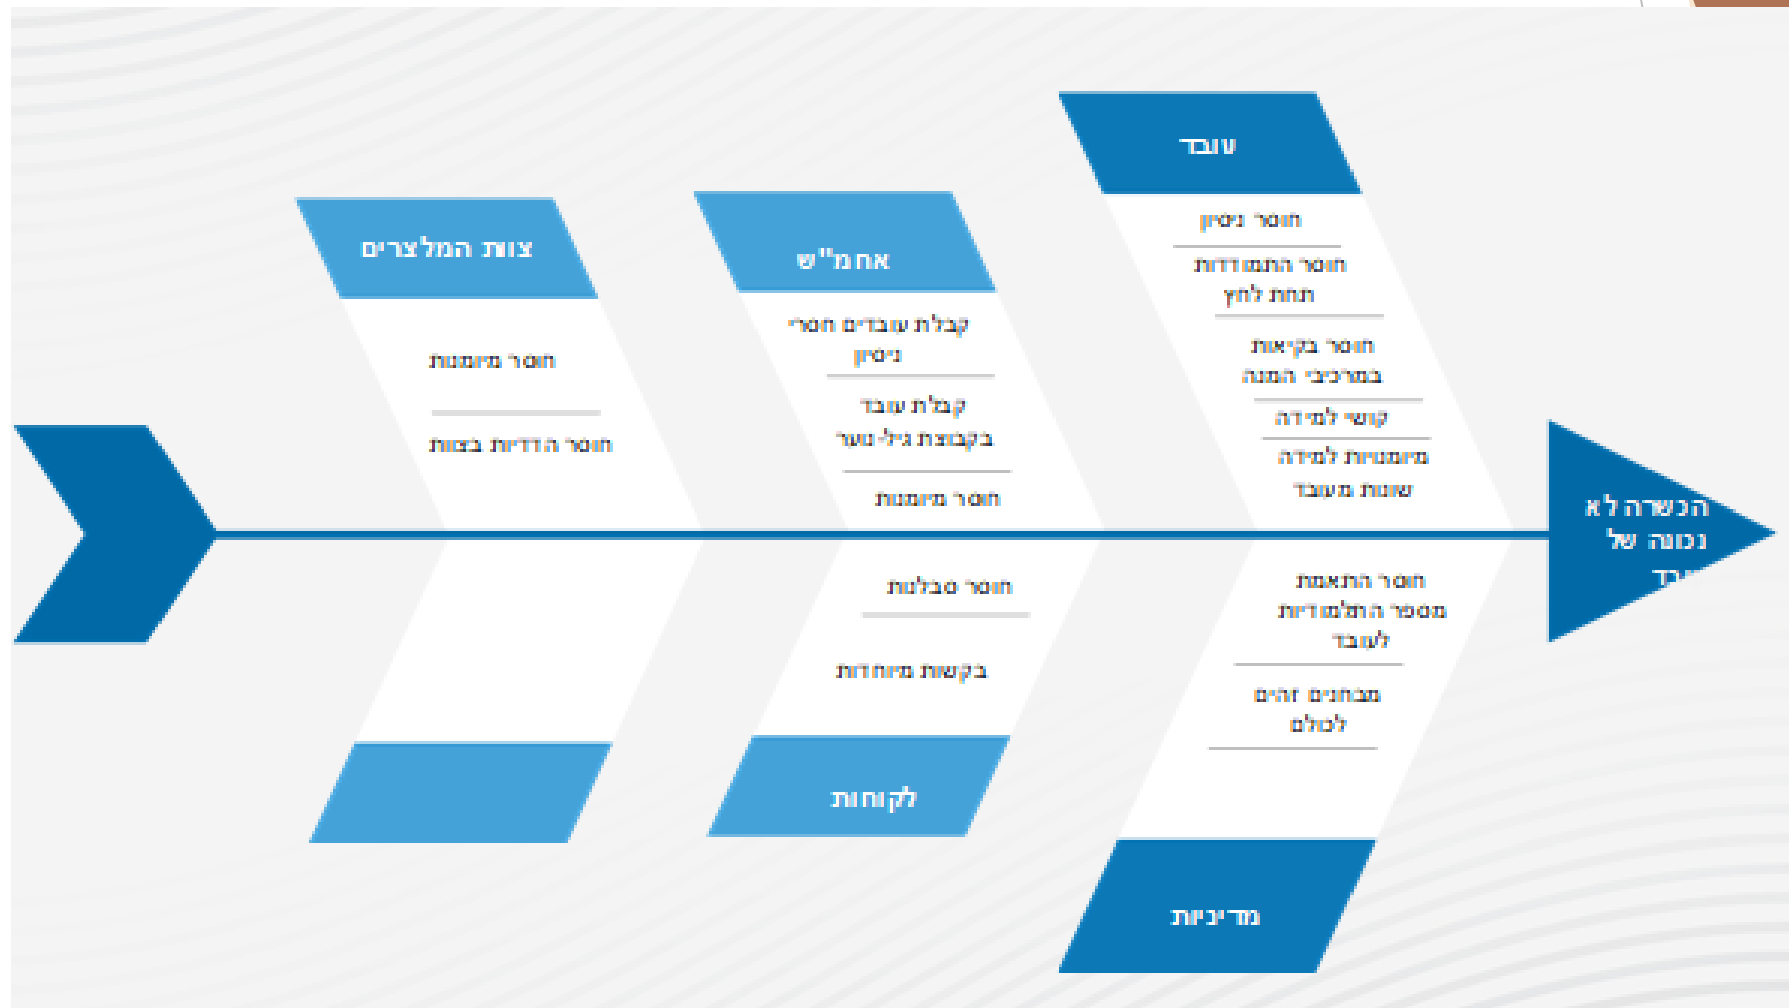 עובד
חוסר ניסיון
חוסר התמודדות
תחת לחץ
חוסר בקיאות
במרכיבי המנה
קושי למידה
מיומנויות למידה
שונות מעובד
אחמ"ש
קבלת עובדים חסרי
ניסיון
קבלת עובד
בקבוצת גיל- נוער
חוסר מיומנות
צוות המלצרים
חוסר מיומנות
חוסר הדדיות בצוות
הכשרה לא
נכונה של
חוסר התאמת
מספר התלמודיות
לעובד
מבחנים זהים
לכולם
מדיניות
חוסר סבלנות
בקשות מיוחדות
לקוחות